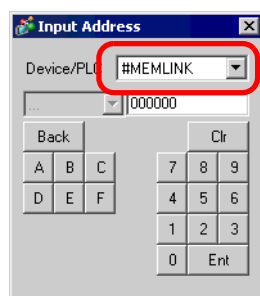 Input Address
Device/PLC #MEMLINK
... 000000
Back Clr
A B C 7 8 9
D E F 4 5 6
1 2 3
0 Ent